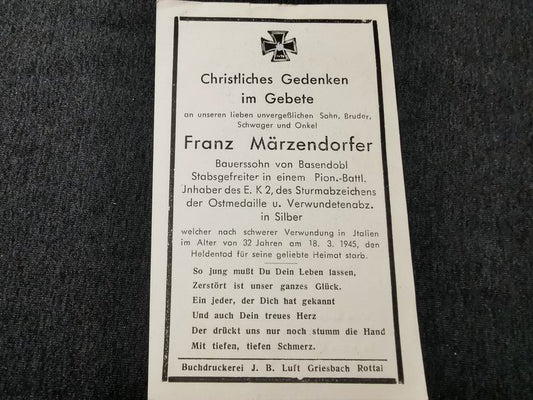 Christliches Gedenken
im Gebete
an unseren lieben unvergeßlichen Sohn, Bruder,
Schwager und Onkel
Franz Märzendorfer
Bauerssohn von Basendobl
Stabsgefreiter in einem Pion.-Battl.
Jnhaber des E. K 2, des Sturmabzeichens
der Ostmedaille u. Verwundetenabz.
in Silber
welcher nach schwerer Verwundung in Jtalien
im Alter von 32 Jahren am 18. 3. 1945, den
Heldentod für seine geliebte Heimat starb.
So jung mußt Du Dein Leben lassen,
Zerstört ist unser ganzes Glück.
Ein jeder, der Dich hat gekannt
Und auch Dein treues Herz
Der drückt uns nur noch stumm die Hand
Mit tiefen, tiefen Schmerz.
Buchdruckerei J. B. Luft Griesbach Rottal